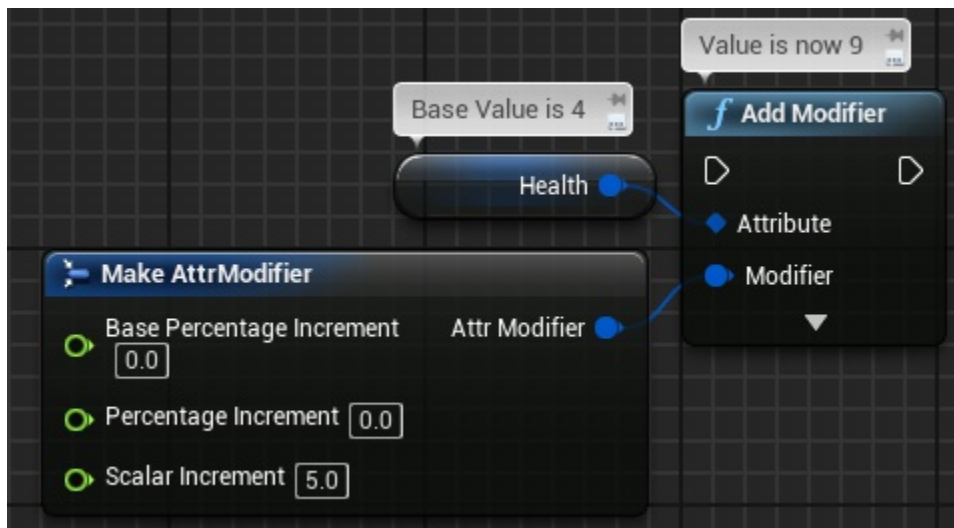 Value is now 9
Base Value is 4
f Add Modifier
Health
Attribute
Make AttrModifier
Modifier
Base Percentage Increment
Attr Modifier
0.0
Percentage Increment 0.0
Scalar Increment 5.0